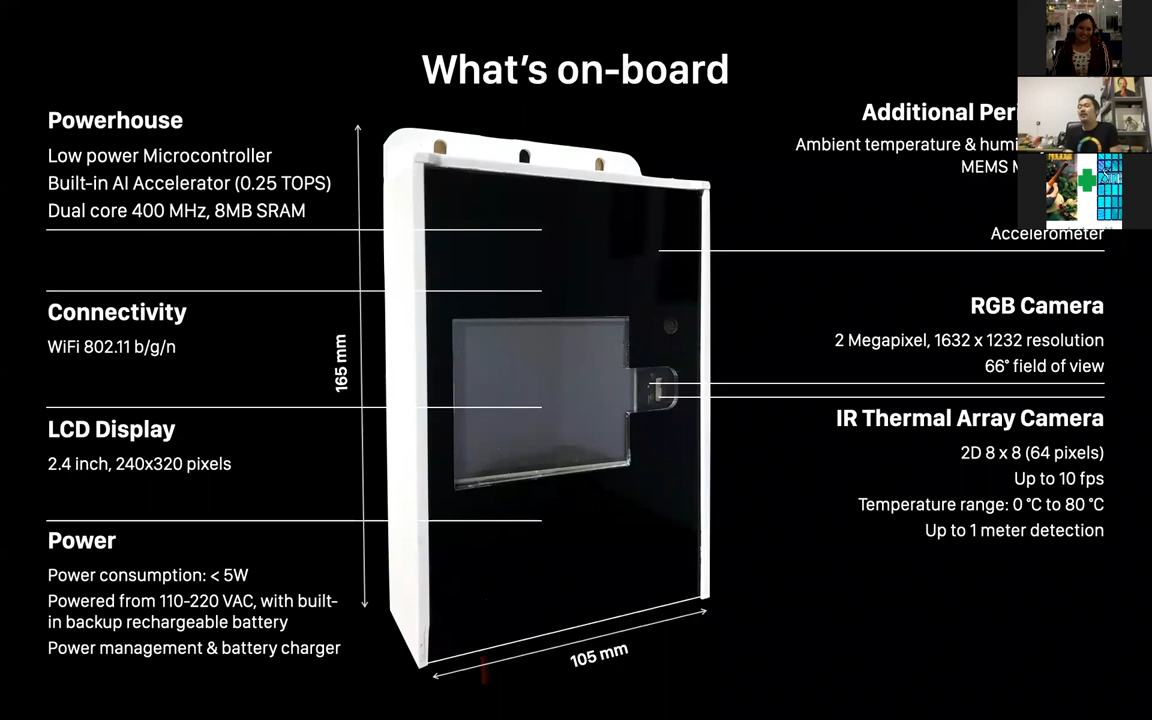 What's on-board
Powerhouse
Low power Microcontroller
Built-in AI Accelerator (0.25 TOPS)
Dual core 400 MHz, 8MB SRAM
Connectivity
WiFi 802.11 b/g/n
LCD Display
2.4 inch, 240x320 pixels
Power
Power consumption: < 5W
Powered from 110-220 VAC, with built-
in backup rechargeable battery
Power management & battery charger
165 mm
105 mm
Additional
Ambient temperature &
MEMS
Accelerometer
RGB Camera
2 Megapixel, 1632 x 1232 resolution
66° field of view
IR Thermal Array Camera
2D 8 x 8 (64 pixels)
Up to 10 fps
Temperature range: 0 °C to 80 °C
Up to 1 meter detection